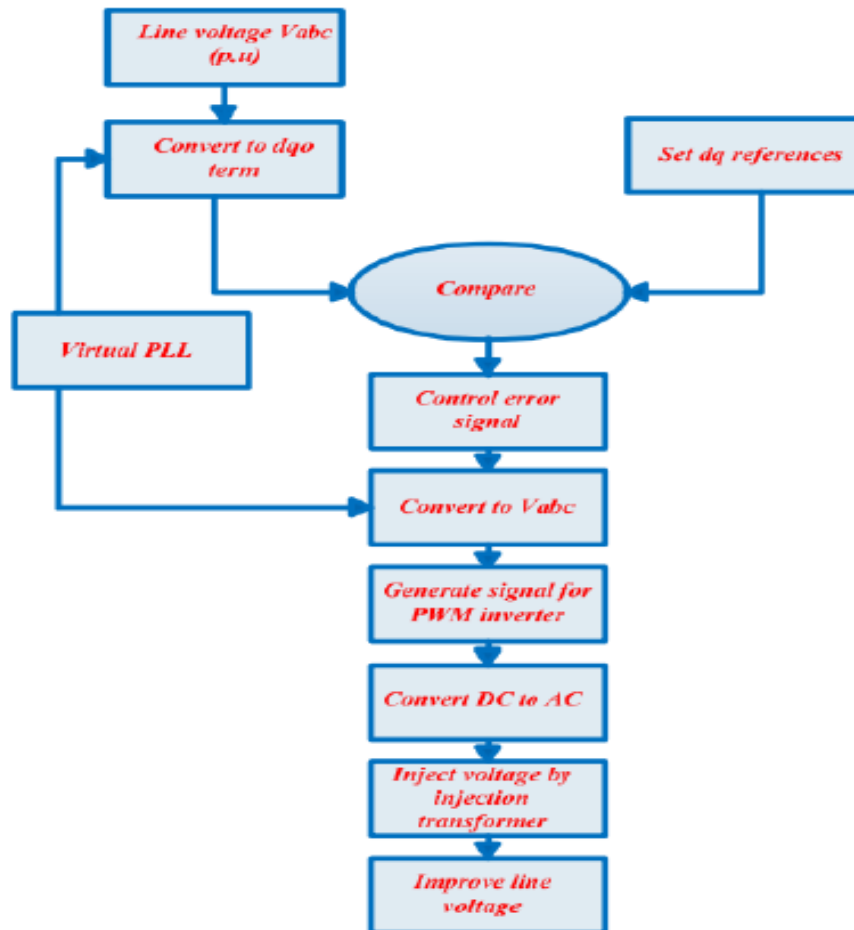 Line voltage Vabc
(p.u)
Convert to dqo
term
Set dq references
Compare
Virtual PLL
Control error
signal
Convert to Vabc
Generate signal for
PWM inverter
Convert DC to AC
Inject voltage by
injection
transformer
Improve line
voltage